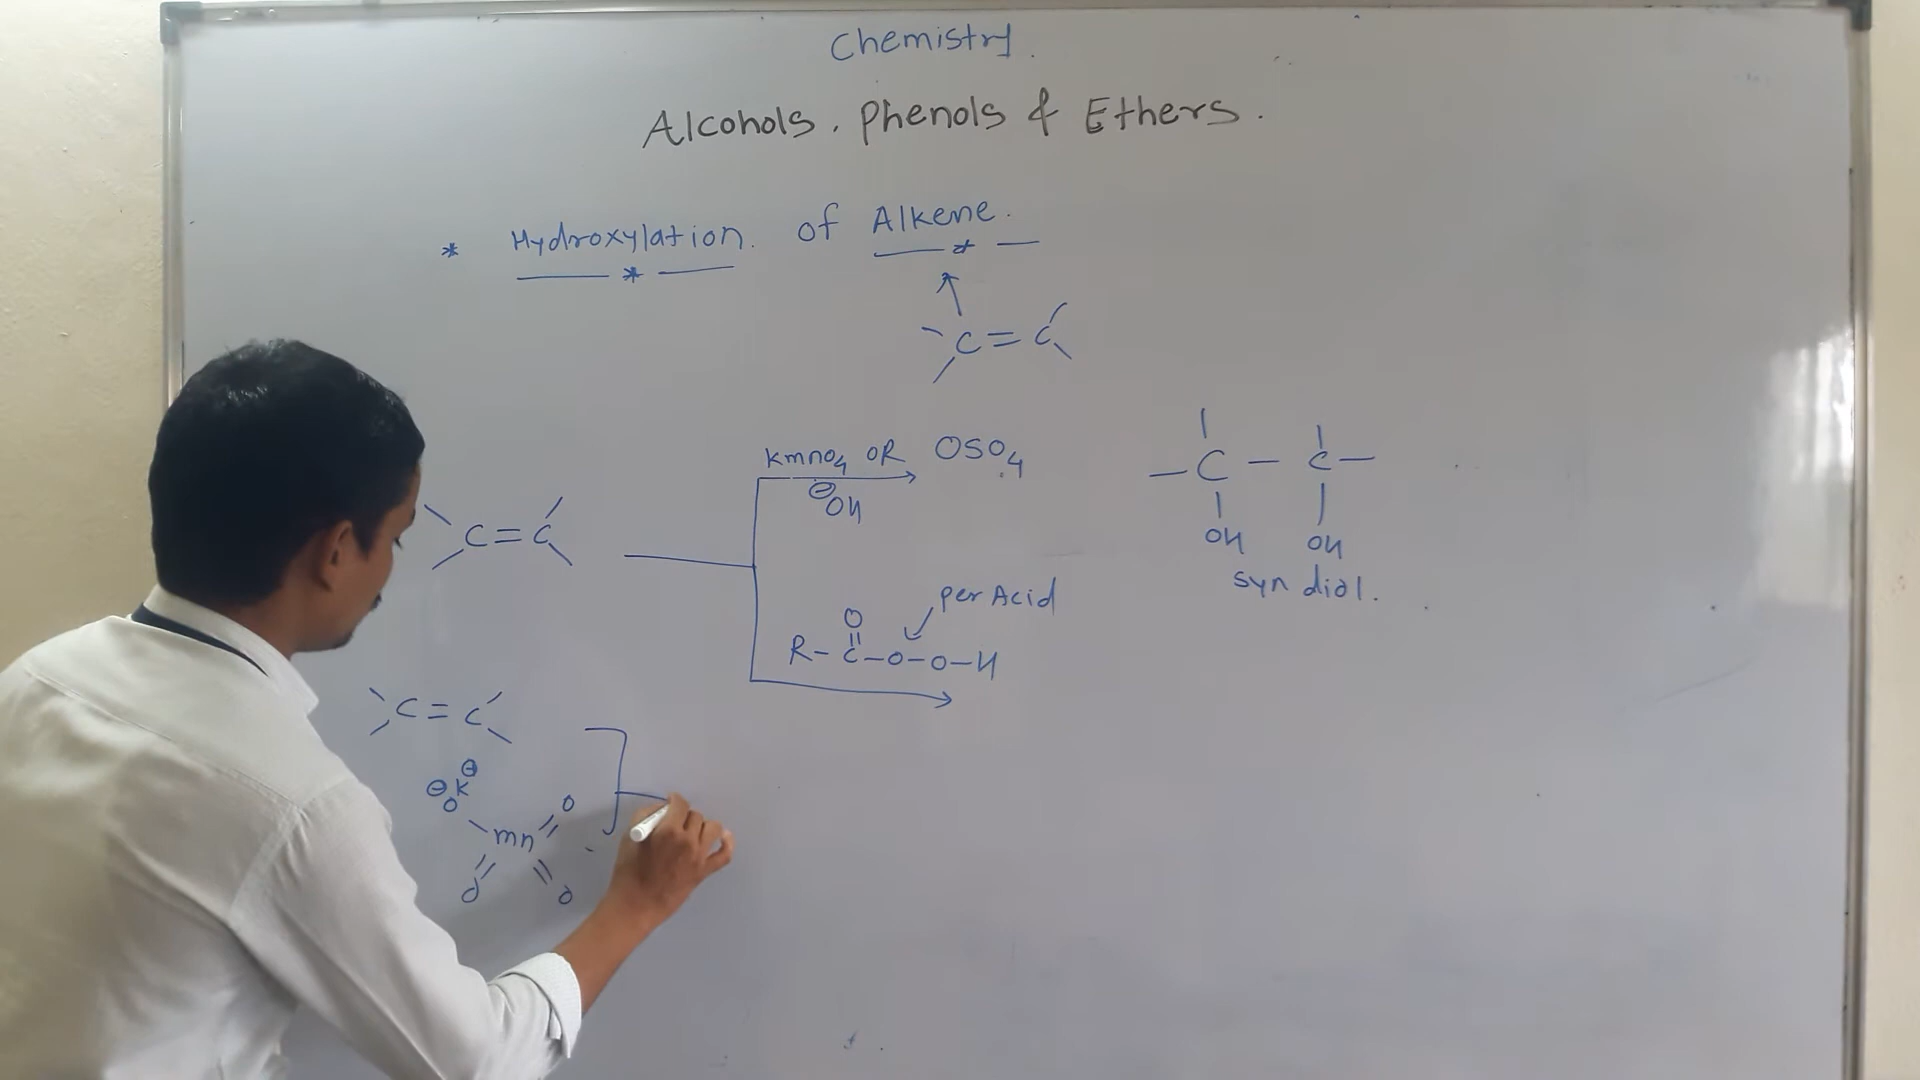 Chemistry.
Alcohols, Phenols & Ethers.
* Hydroxylation. of Alkene.
C=C
KmnO4 OR OSO4
⊖OH
C=C
- C - C -
OH OH
syn diol.
per Acid
O
R-C-O-O-H
C=C
⊖
⊖ K
O
O
mn
O O